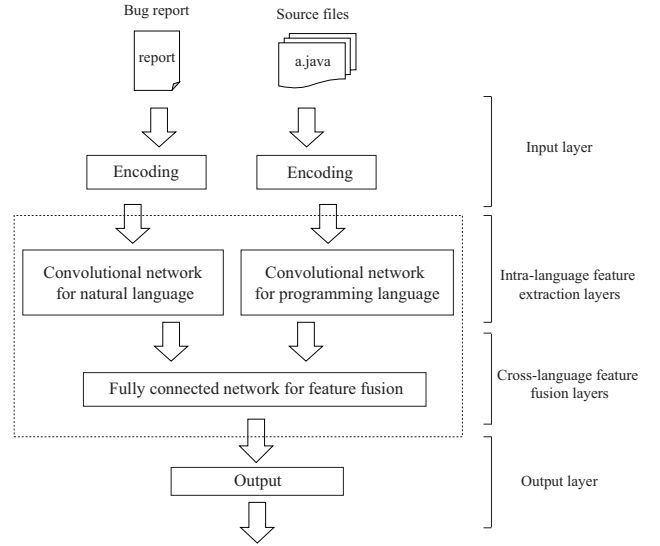 Bug report
Source files
report
a.java
Input layer
Encoding
Encoding
Convolutional network
for natural language
Convolutional network
for programming language
Intra-language feature
extraction layers
Fully connected network for feature fusion
Cross-language feature
fusion layers
Output
Output layer